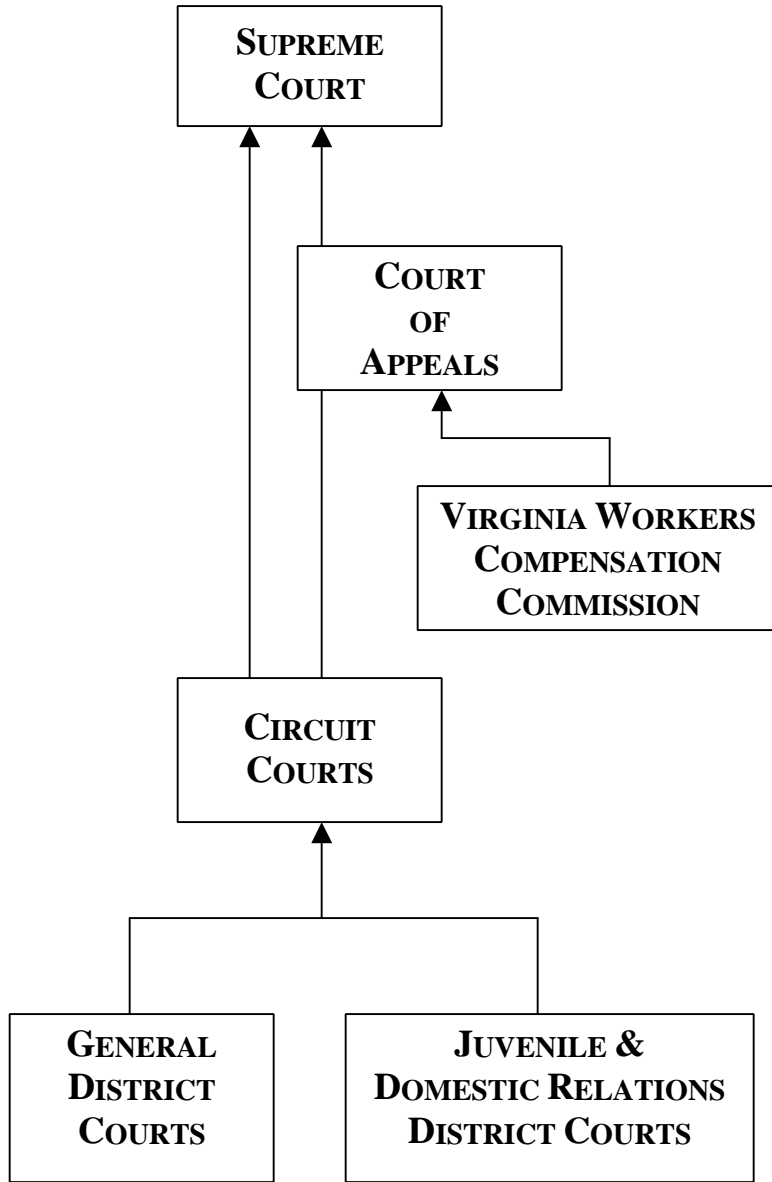 SUPREME
COURT
COURT
OF
APPEALS
VIRGINIA WORKERS
COMPENSATION
COMMISSION
CIRCUIT
COURTS
GENERAL
DISTRICT
COURTS
JUVENILE &
DOMESTIC RELATIONS
DISTRICT COURTS